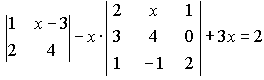 | 1 x − 3 | − x · | 2 x 1 | + 3x = 2
| 2 4 | | 3 4 0 |
| 1 −1 2 |